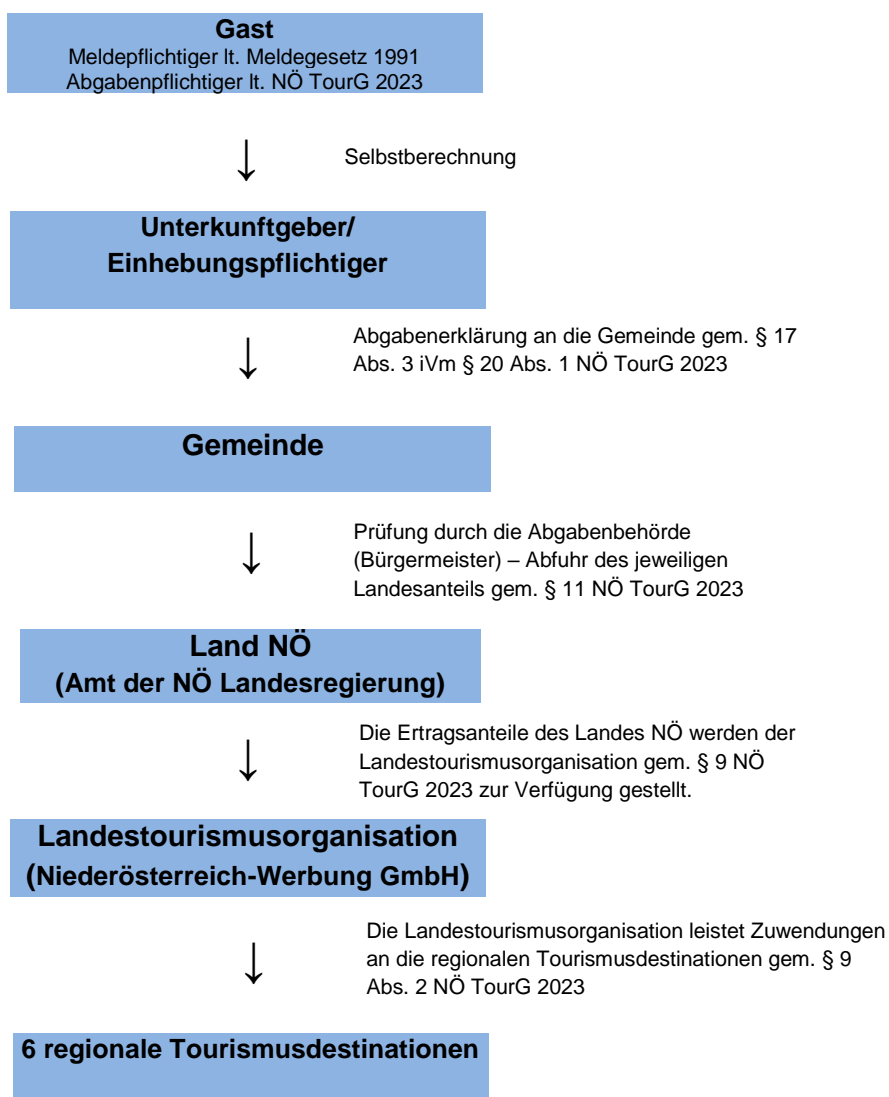 Gast
Meldepflichtiger lt. Meldegesetz 1991
Abgabenpflichtiger lt. NÖ TourG 2023
↓
Selbstberechnung
Unterkunftgeber/
Einhebungspflichtiger
↓
Abgabenerklärung an die Gemeinde gem. § 17
Abs. 3 iVm § 20 Abs. 1 NÖ TourG 2023
Gemeinde
↓
Prüfung durch die Abgabenbehörde
(Bürgermeister) – Abfuhr des jeweiligen
Landesanteils gem. § 11 NÖ TourG 2023
Land NÖ
(Amt der NÖ Landesregierung)
↓
Die Ertragsanteile des Landes NÖ werden der
Landestourismusorganisation gem. § 9 NÖ
TourG 2023 zur Verfügung gestellt.
Landestourismusorganisation
(Niederösterreich-Werbung GmbH)
↓
Die Landestourismusorganisation leistet Zuwendungen
an die regionalen Tourismusdestinationen gem. § 9
Abs. 2 NÖ TourG 2023
6 regionale Tourismusdestinationen